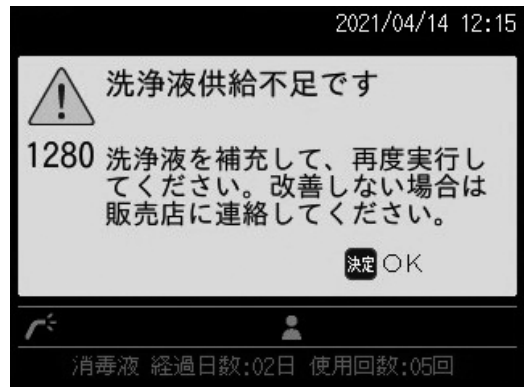 2021/04/14 12:15
洗浄液供給不足です
1280 洗浄液を補充して、再度実行し
てください。改善しない場合は
販売店に連絡してください。
決定 OK
消毒液 経過日数:02日 使用回数:05回